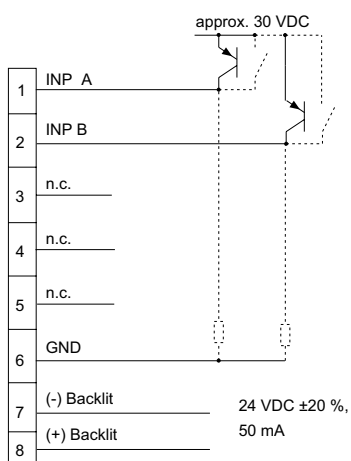 approx. 30 VDC
1 INP A
2 INP B
3 n.c.
4 n.c.
5 n.c.
6 GND
7 (-) Backlit
8 (+) Backlit
24 VDC ±20 %,
50 mA